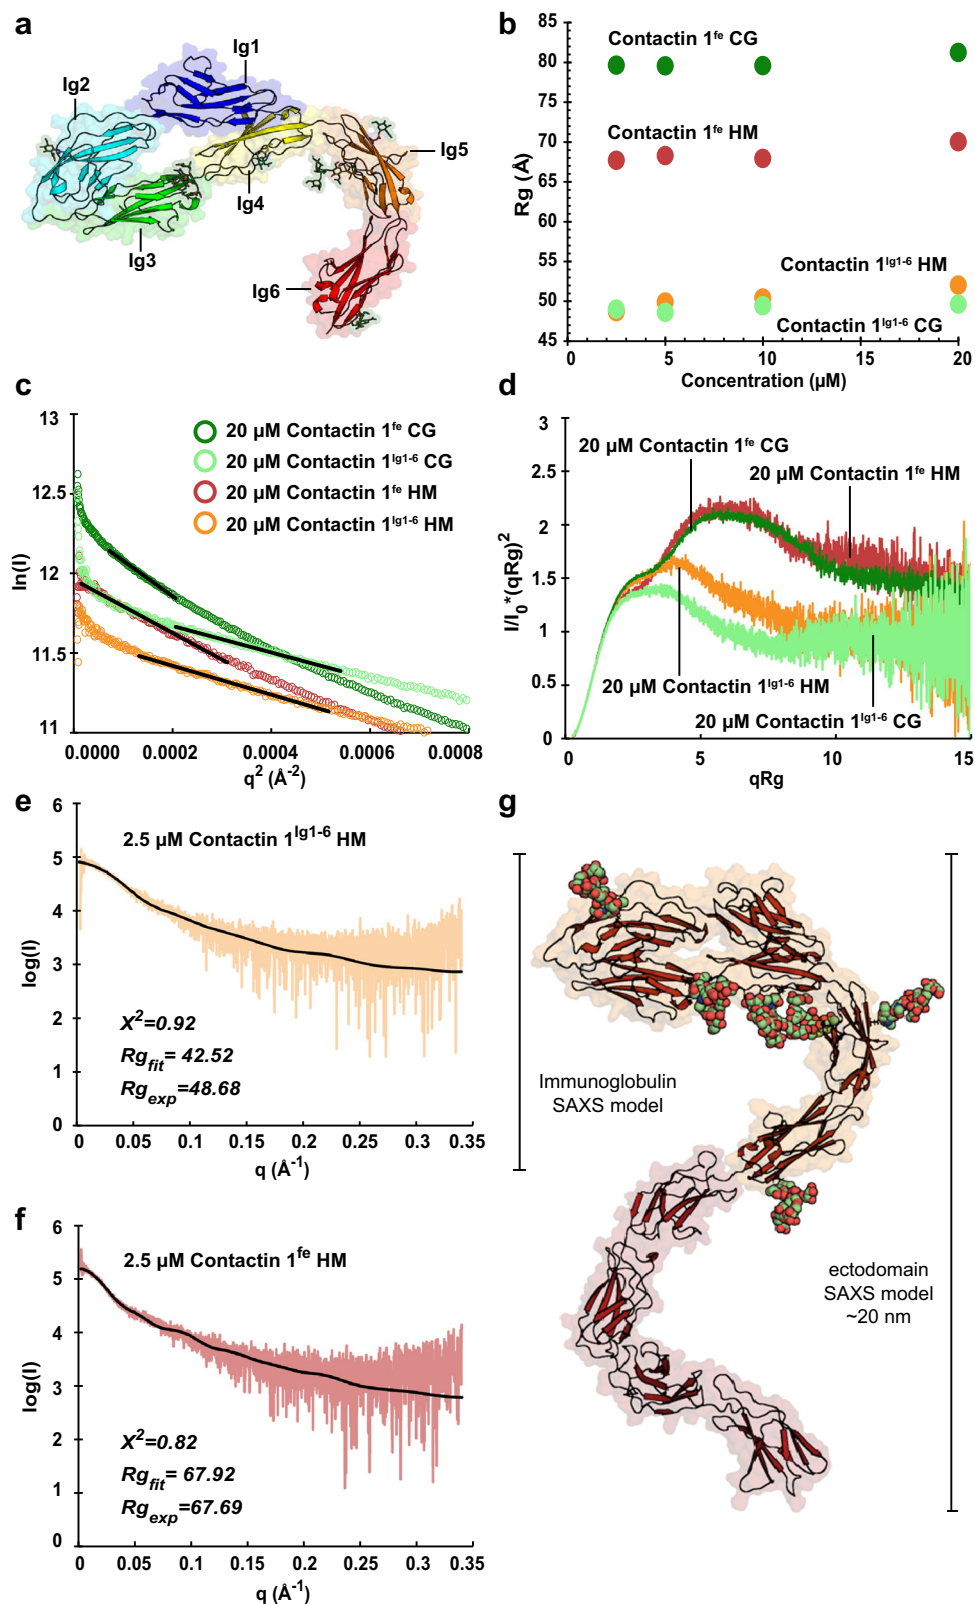 a
Ig1
Ig2
Ig5
Ig4
Ig3
Ig6
b
85
80
75
70
65
60
55
50
45
Rg (Å)
Contactin 1fe CG
Contactin 1fe HM
Contactin 1Ig1-6 HM
Contactin 1Ig1-6 CG
0
5
10
15
20
Concentration (µM)
c
13
12.5
12
11.5
11
ln(I)
20 µM Contactin 1fe CG
20 µM Contactin 1Ig1-6 CG
20 µM Contactin 1fe HM
20 µM Contactin 1Ig1-6 HM
0.0000
0.0002
0.0004
0.0006
0.0008
q2 (Å-2)
d
3
2.5
2
1.5
1
0.5
0
I/I0*(qRg)2
20 µM Contactin 1fe CG
20 µM Contactin 1fe HM
20 µM Contactin 1Ig1-6 HM
20 µM Contactin 1Ig1-6 CG
0
5
10
15
qRg
e
6
5
4
3
2
1
0
log(I)
2.5 µM Contactin 1Ig1-6 HM
X2=0.92
Rgfit= 42.52
Rgexp=48.68
0
0.05
0.1
0.15
0.2
0.25
0.3
0.35
q (Å-1)
f
6
5
4
3
2
1
0
log(I)
2.5 µM Contactin 1fe HM
X2=0.82
Rgfit= 67.92
Rgexp=67.69
0
0.05
0.1
0.15
0.2
0.25
0.3
0.35
q (Å-1)
g
Immunoglobulin
SAXS model
ectodomain
SAXS model
~20 nm